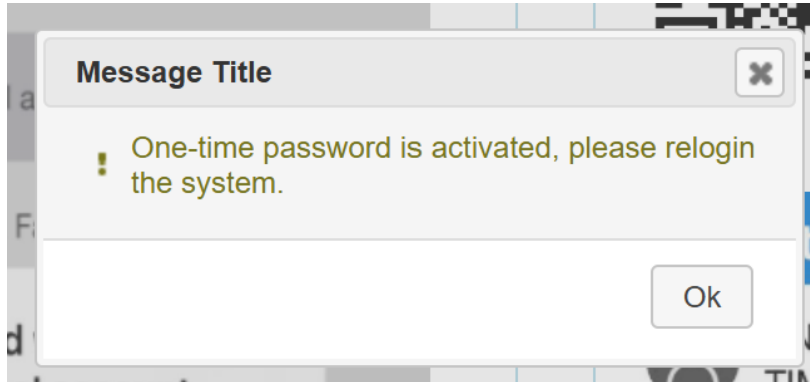 Message Title
One-time password is activated, please relogin
the system.
Ok